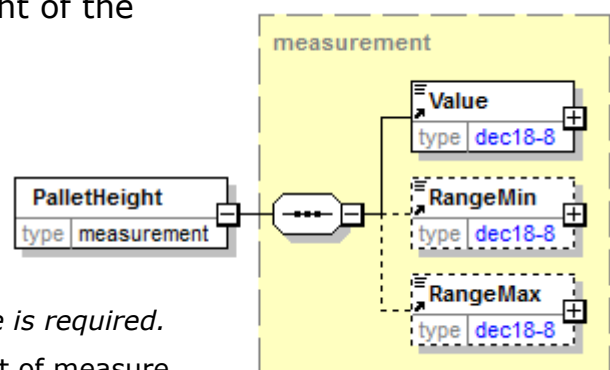 nt of the
measurement
Value
type dec18-8
PalletHeight
type measurement
RangeMin
type dec18-8
RangeMax
type dec18-8
e is required.
t of measure